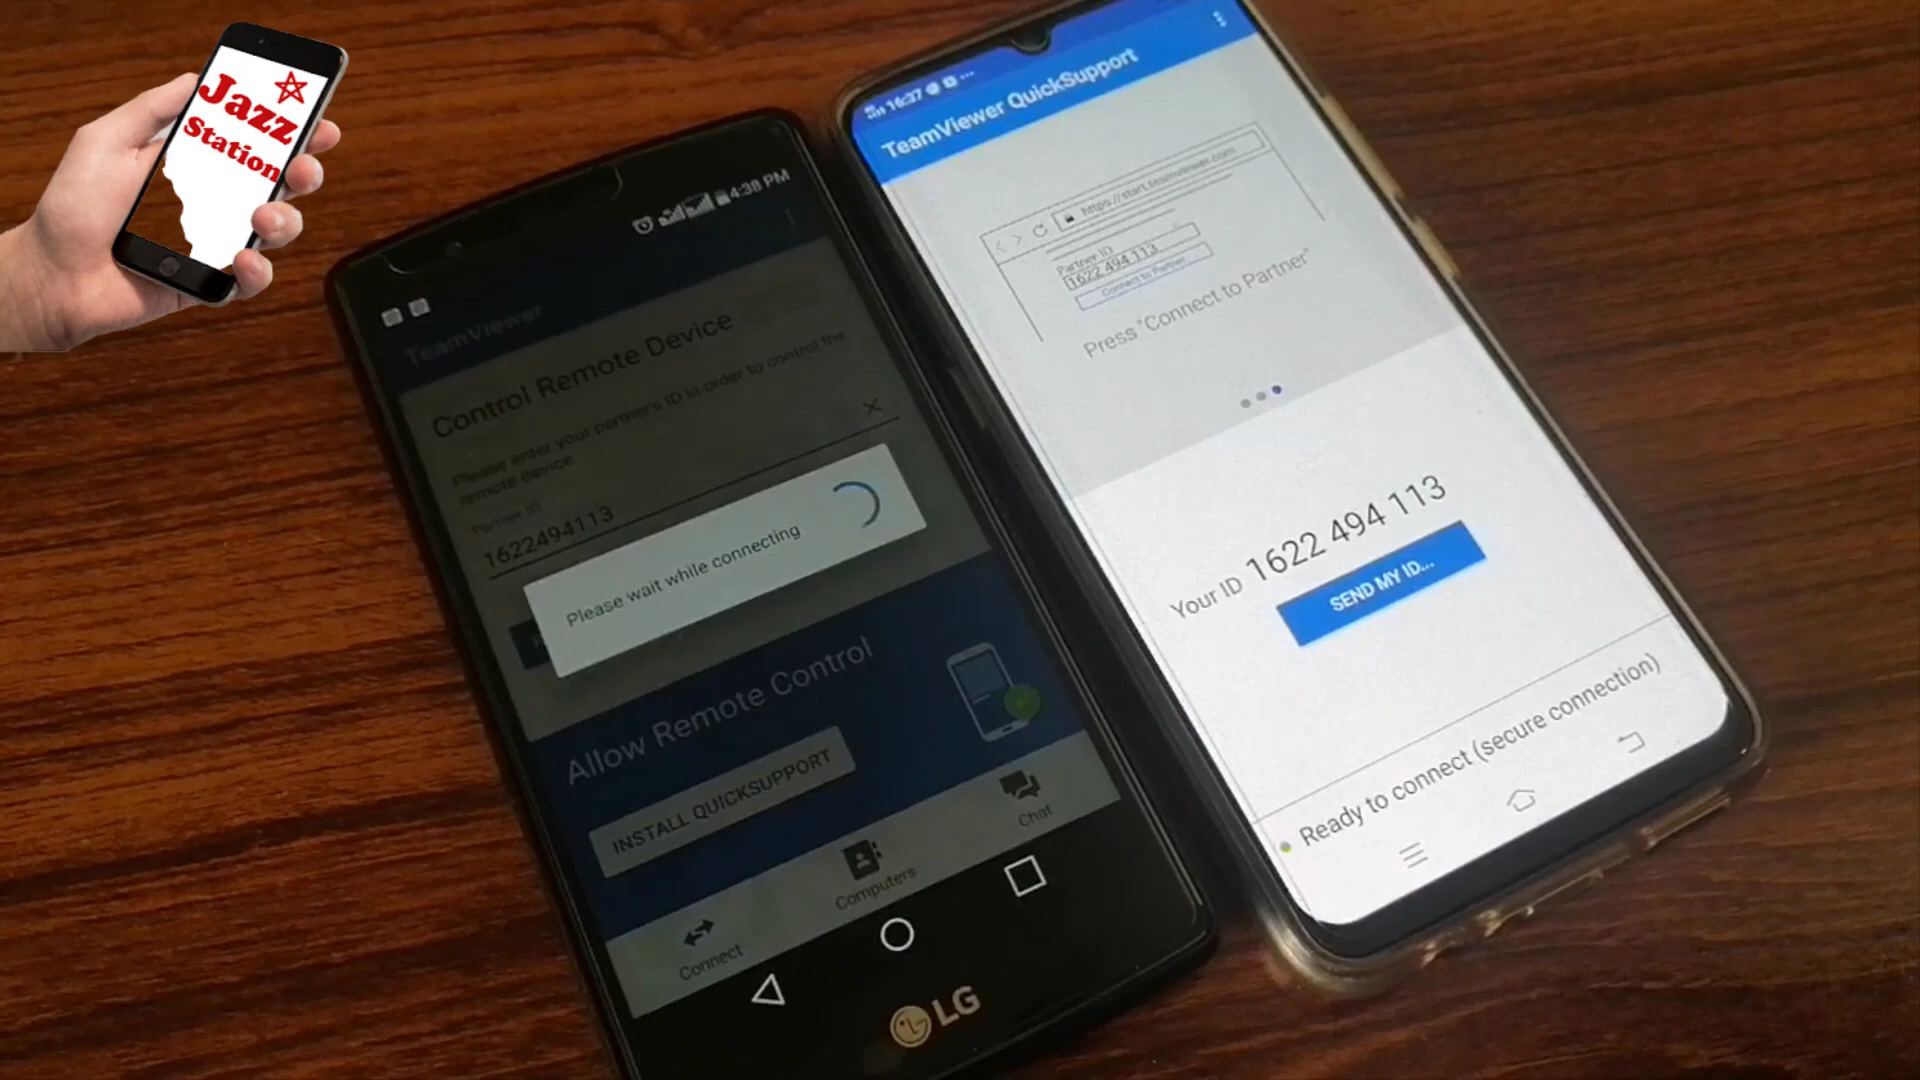 Jazz
Station
4:38 PM
TeamViewer
Control Remote Device
Please enter your partner's ID in order to control the
remote device.
Partner ID
1622494113
Please wait while connecting
Allow Remote Control
INSTALL QUICKSUPPORT
Connect
Computers
Chat
LG
16:37
TeamViewer QuickSupport
https://start.teamviewer.com
Partner ID
1622 494 113
Connect to Partner
Press "Connect to Partner"
Your ID 1622 494 113
SEND MY ID...
Ready to connect (secure connection)